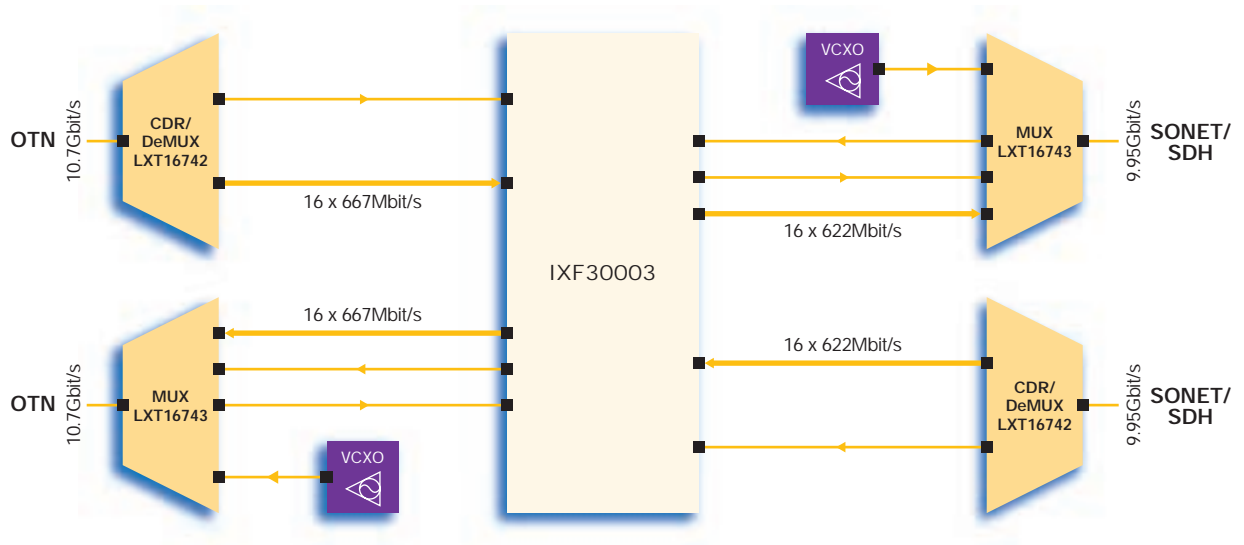 OTN
10.7Gbit/s
CDR/
DeMUX
LXT16742
16 x 667Mbit/s
IXF30003
VCXO
MUX
LXT16743
9.95Gbit/s
SONET/
SDH
16 x 622Mbit/s
OTN
10.7Gbit/s
MUX
LXT16743
16 x 667Mbit/s
VCXO
16 x 622Mbit/s
CDR/
DeMUX
LXT16742
9.95Gbit/s
SONET/
SDH